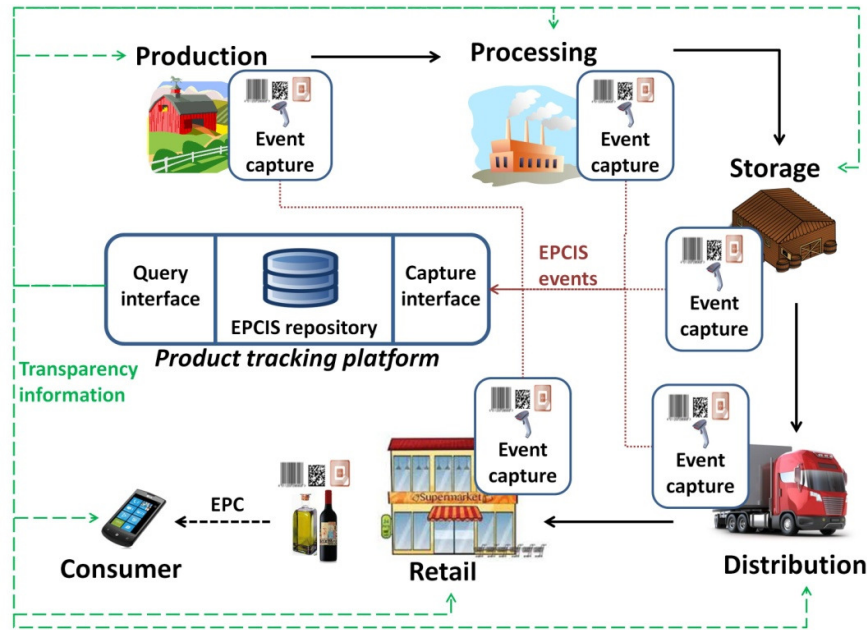 Production
Processing
Event
capture
Event
capture
Storage
Query
interface
EPCIS repository
Capture
interface
EPCIS
events
Event
capture
Product tracking platform
Transparency
information
Event
capture
Event
capture
Supermarket
EPC
Consumer
Retail
Distribution